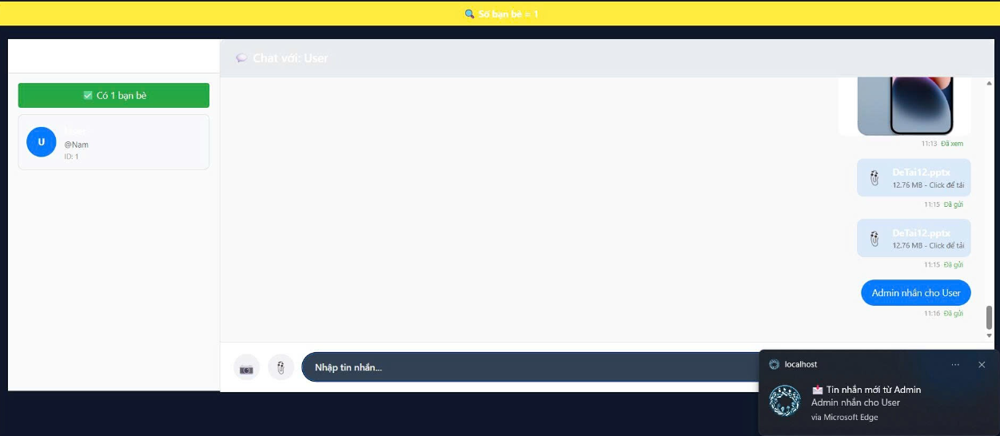 🔍 Số bạn bè = 1
💬 Chat với: User
✅ Có 1 bạn bè
U
User
@Nam
ID: 1
11:13 Đã xem
DeTai12.pptx
12.76 MB - Click để tải
11:15 Đã gửi
DeTai12.pptx
12.76 MB - Click để tải
11:15 Đã gửi
Admin nhắn cho User
11:16 Đã gửi
Nhập tin nhắn...
localhost
📩 Tin nhắn mới từ Admin
Admin nhắn cho User
via Microsoft Edge